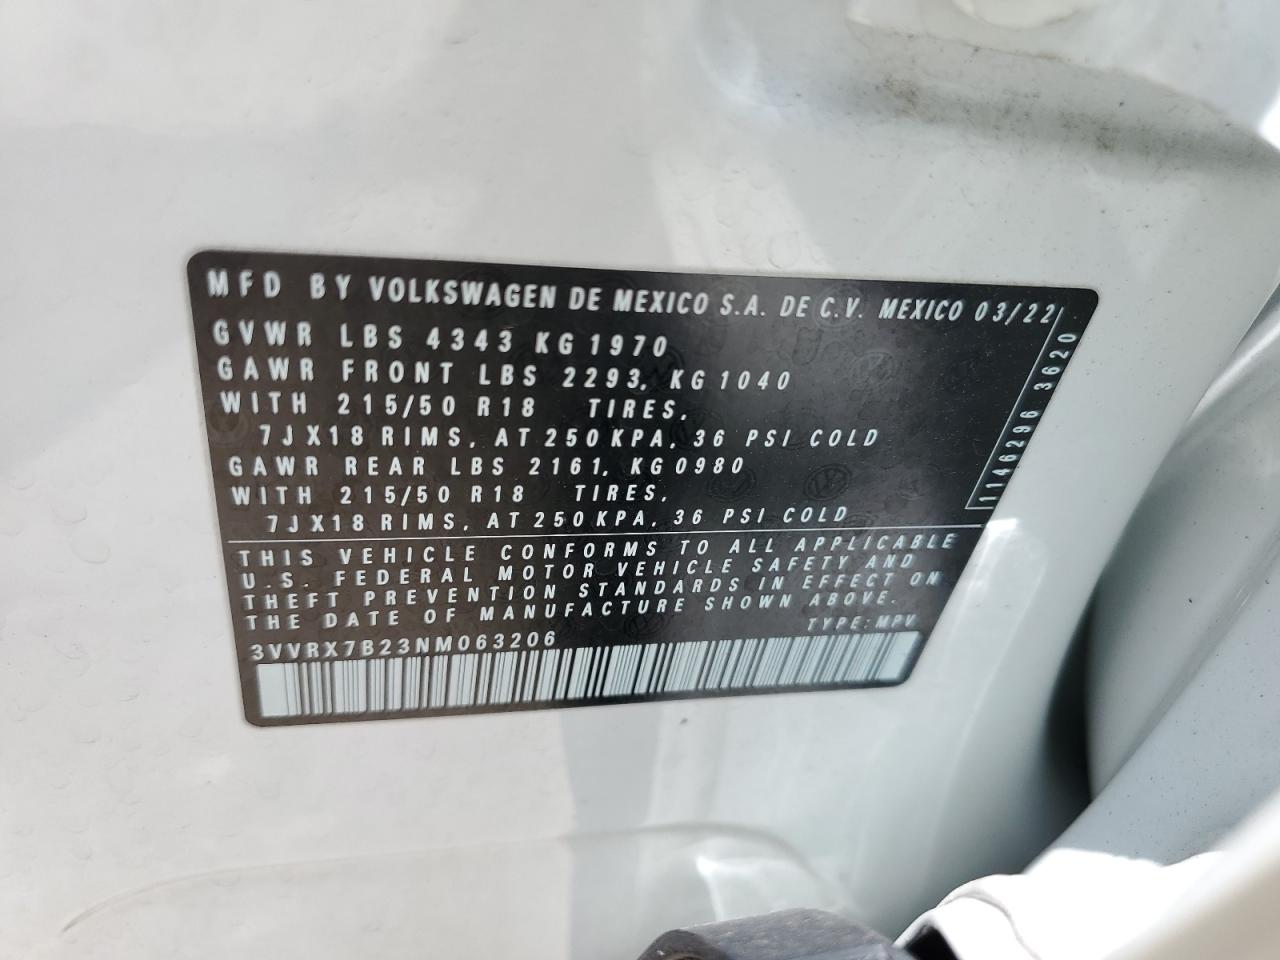 MFD BY VOLKSWAGEN DE MEXICO S.A. DE C.V. MEXICO 03/22
GVWR LBS 4343 KG 1970
GAWR FRONT LBS 2293, KG 1040
WITH 215/50 R18 TIRES,
7JX18 RIMS, AT 250 KPA, 36 PSI COLD
GAWR REAR LBS 2161, KG 0980
WITH 215/50 R18 TIRES,
7JX18 RIMS, AT 250 KPA, 36 PSI COLD
1146296 3620
THIS VEHICLE CONFORMS TO ALL APPLICABLE
U.S. FEDERAL MOTOR VEHICLE SAFETY AND
THEFT PREVENTION STANDARDS IN EFFECT ON
THE DATE OF MANUFACTURE SHOWN ABOVE.
TYPE: MPV
3VVRX7B23NM063206